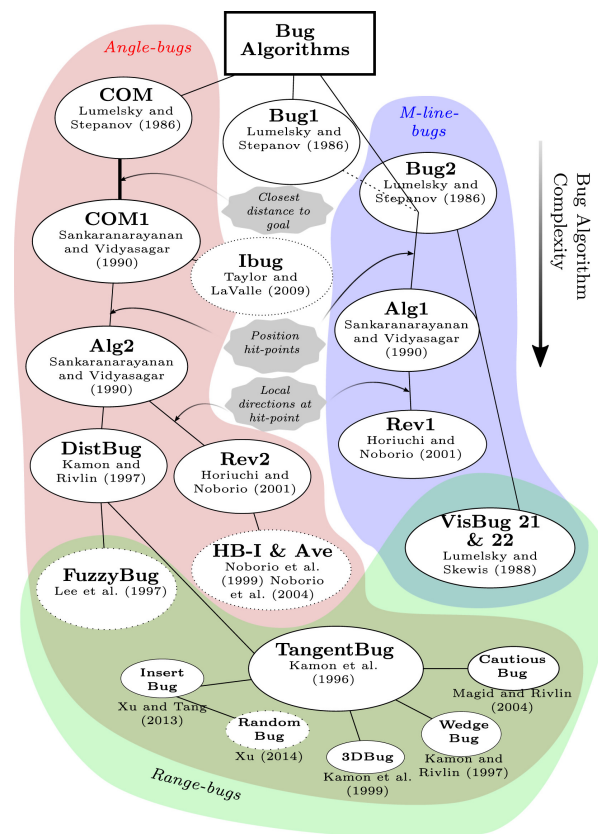 Bug
Algorithms
Angle-bugs
COM
Lumelsky and
Stepanov (1986)
Bug1
Lumelsky and
Stepanov (1986)
M-line-
bugs
Bug2
Lumelsky and
Stepanov (1986)
Bug Algorithm
Complexity
Closest
distance to
goal
COM1
Sankaranarayanan
and Vidyasagar
(1990)
Ibug
Taylor and
LaValle (2009)
Alg1
Sankaranarayanan
and Vidyasagar
(1990)
Position
hit-points
Alg2
Sankaranarayanan
and Vidyasagar
(1990)
Local
directions at
hit-point
Rev1
Horiuchi and
Noborio (2001)
DistBug
Kamon and
Rivlin (1997)
Rev2
Horiuchi and
Noborio
(2001)
VisBug 21
& 22
Lumelsky and
Skewis (1988)
HB-I & Ave
Noborio et al.
(1999) Noborio
et al. (2004)
FuzzyBug
Lee et al. (1997)
TangentBug
Kamon et al.
(1996)
Cautious
Bug
Magid and Rivlin
(2004)
Insert
Bug
Xu and Tang
(2013)
Random
Bug
Xu (2014)
Wedge
Bug
Kamon and
Rivlin (1997)
3DBug
Kamon et al.
(1999)
Range-bugs